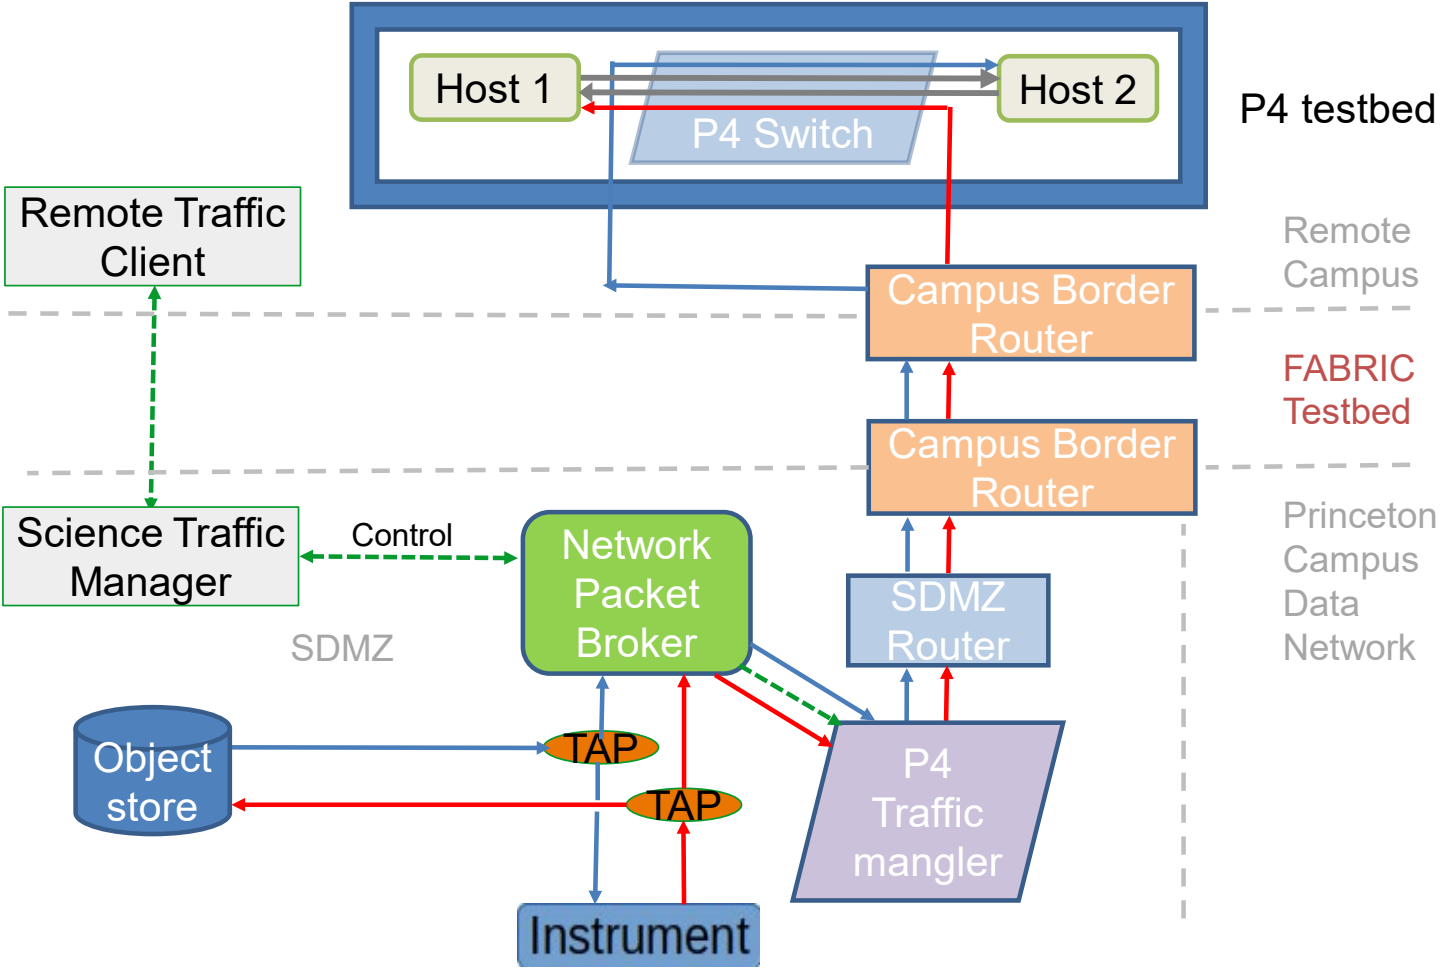 Host 1
Host 2
P4 Switch
P4 testbed
Remote Traffic
Client
Remote
Campus
Campus Border
Router
FABRIC
Testbed
Campus Border
Router
Science Traffic
Manager
Control
Network
Packet
Broker
Princeton
Campus
Data
Network
SDMZ
Router
SDMZ
Object
store
TAP
TAP
P4
Traffic
mangler
Instrument